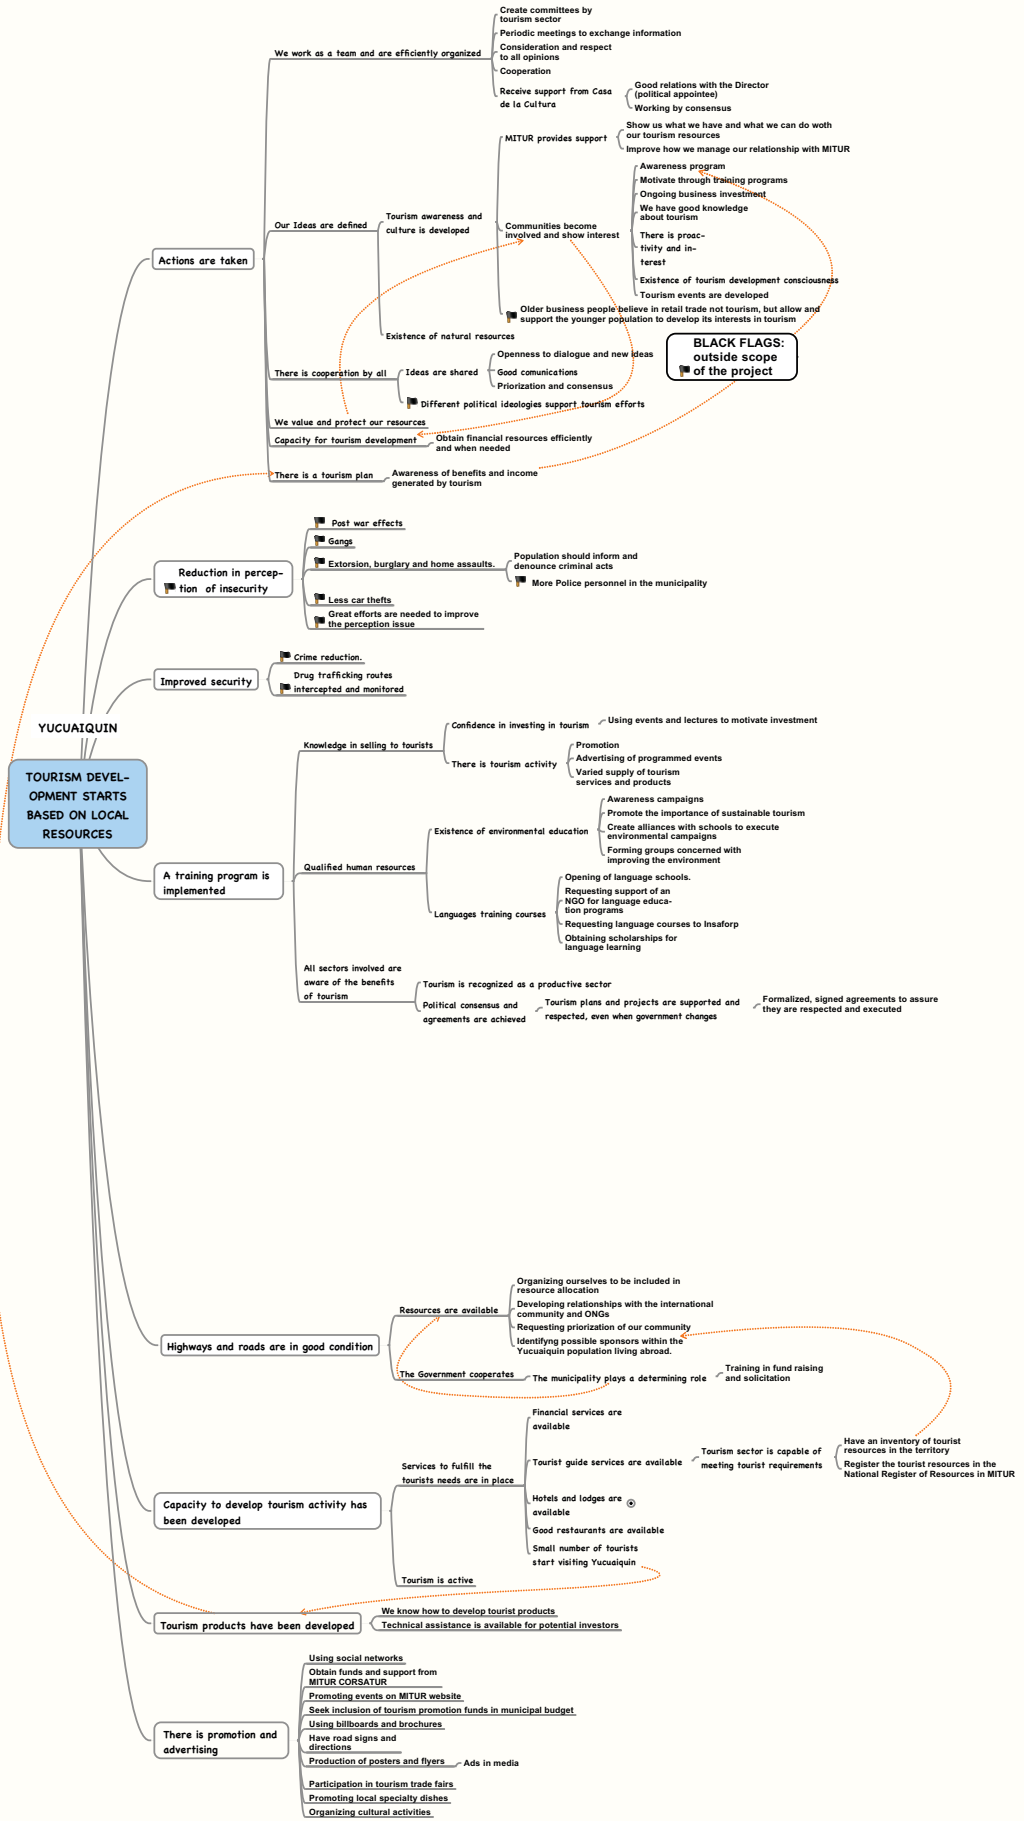 Create committees by
tourism sector
Periodic meetings to exchange information
We work as a team and are efficiently organized
Consideration and respect
to all opinions
Cooperation
Receive support from Casa
de la Cultura
Good relations with the Director
(political appointee)
Working by consensus
MITUR provides support
Show us what we have and what we can do woth
our tourism resources
Improve how we manage our relationship with MITUR
Our Ideas are defined
Tourism awareness and
culture is developed
Communities become
involved and show interest
Awareness program
Motivate through training programs
Ongoing business investment
We have good knowledge
about tourism
There is proac-
tivity and in-
terest
Existence of tourism development consciousness
Tourism events are developed
Older business people believe in retail trade not tourism, but allow and
support the younger population to develop its interests in tourism
Existence of natural resources
Actions are taken
BLACK FLAGS:
outside scope
of the project
There is cooperation by all
Ideas are shared
Openness to dialogue and new ideas
Good comunications
Priorization and consensus
Different political ideologies support tourism efforts
We value and protect our resources
Capacity for tourism development
Obtain financial resources efficiently
and when needed
There is a tourism plan
Awareness of benefits and income
generated by tourism
Reduction in percep-
tion of insecurity
Post war effects
Gangs
Extorsion, burglary and home assaults.
Population should inform and
denounce criminal acts
More Police personnel in the municipality
Less car thefts
Great efforts are needed to improve
the perception issue
Improved security
Crime reduction.
Drug trafficking routes
intercepted and monitored
YUCUAIQUIN
TOURISM DEVEL-
OPMENT STARTS
BASED ON LOCAL
RESOURCES
A training program is
implemented
Knowledge in selling to tourists
Confidence in investing in tourism
Using events and lectures to motivate investment
There is tourism activity
Promotion
Advertising of programmed events
Varied supply of tourism
services and products
Qualified human resources
Existence of environmental education
Awareness campaigns
Promote the importance of sustainable tourism
Create alliances with schools to execute
environmental campaigns
Forming groups concerned with
improving the environment
Languages training courses
Opening of language schools.
Requesting support of an
NGO for language educa-
tion programs
Requesting language courses to Insaforp
Obtaining scholarships for
language learning
All sectors involved are
aware of the benefits
of tourism
Tourism is recognized as a productive sector
Political consensus and
agreements are achieved
Tourism plans and projects are supported and
respected, even when government changes
Formalized, signed agreements to assure
they are respected and executed
Highways and roads are in good condition
Resources are available
Organizing ourselves to be included in
resource allocation
Developing relationships with the international
community and ONGs
Requesting priorization of our community
Identifyng possible sponsors within the
Yucuaiquin population living abroad.
The Government cooperates
The municipality plays a determining role
Training in fund raising
and solicitation
Capacity to develop tourism activity has
been developed
Services to fulfill the
tourists needs are in place
Financial services are
available
Tourist guide services are available
Tourism sector is capable of
meeting tourist requirements
Have an inventory of tourist
resources in the territory
Register the tourist resources in the
National Register of Resources in MITUR
Hotels and lodges are
available
Good restaurants are available
Small number of tourists
start visiting Yucuaiquin
Tourism is active
Tourism products have been developed
We know how to develop tourist products
Technical assistance is available for potential investors
There is promotion and
advertising
Using social networks
Obtain funds and support from
MITUR CORSATUR
Promoting events on MITUR website
Seek inclusion of tourism promotion funds in municipal budget
Using billboards and brochures
Have road signs and
directions
Production of posters and flyers
Ads in media
Participation in tourism trade fairs
Promoting local specialty dishes
Organizing cultural activities